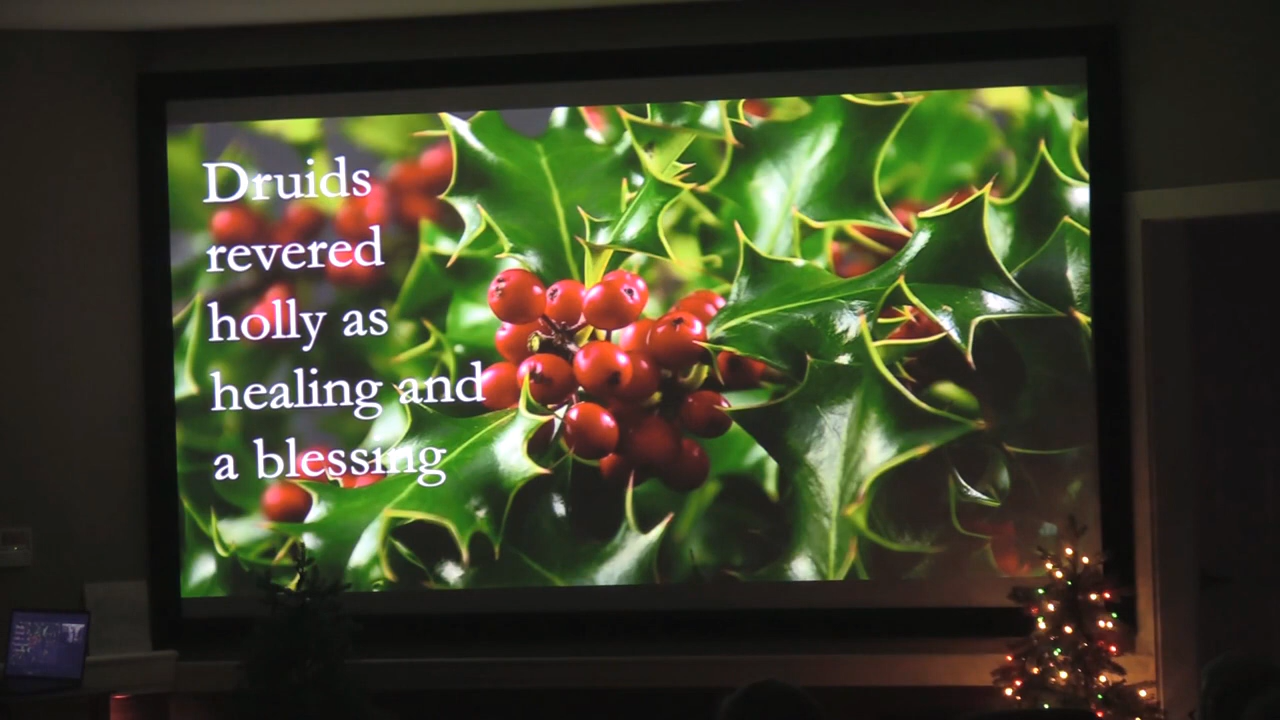 Druids
revered
holly as
healing and
a blessing